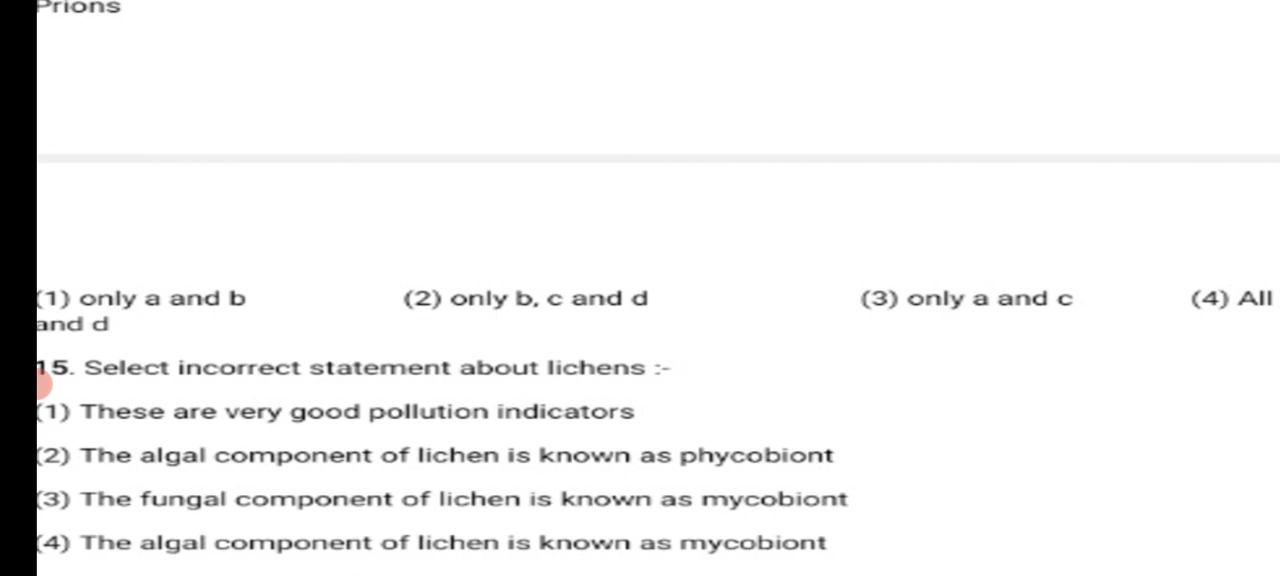 Prions
(1) only a and b (2) only b, c and d (3) only a and c (4) All
and d
15. Select incorrect statement about lichens :-
(1) These are very good pollution indicators
(2) The algal component of lichen is known as phycobiont
(3) The fungal component of lichen is known as mycobiont
(4) The algal component of lichen is known as mycobiont